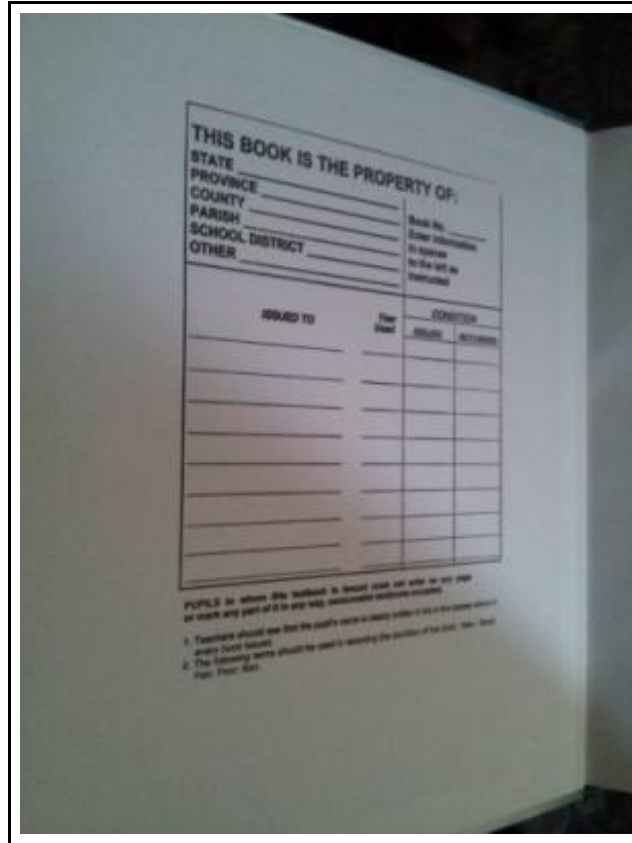 THIS BOOK IS THE PROPERTY OF:
STATE
PROVINCE
COUNTY
PARISH
SCHOOL DISTRICT
OTHER
Book No.
Enter information
in spaces
to the left as
instructed
ISSUED TO
Year
Used
CONDITION
ISSUED
RETURNED
PUPILS to whom this textbook is issued must not write on any page
or mark any part of it in any way, consumable textbooks excepted.
1. Teachers should see that the pupil's name is clearly written in ink in the spaces above in
every book issued.
2. The following terms should be used in recording the condition of the book: New; Good;
Fair; Poor; Bad.